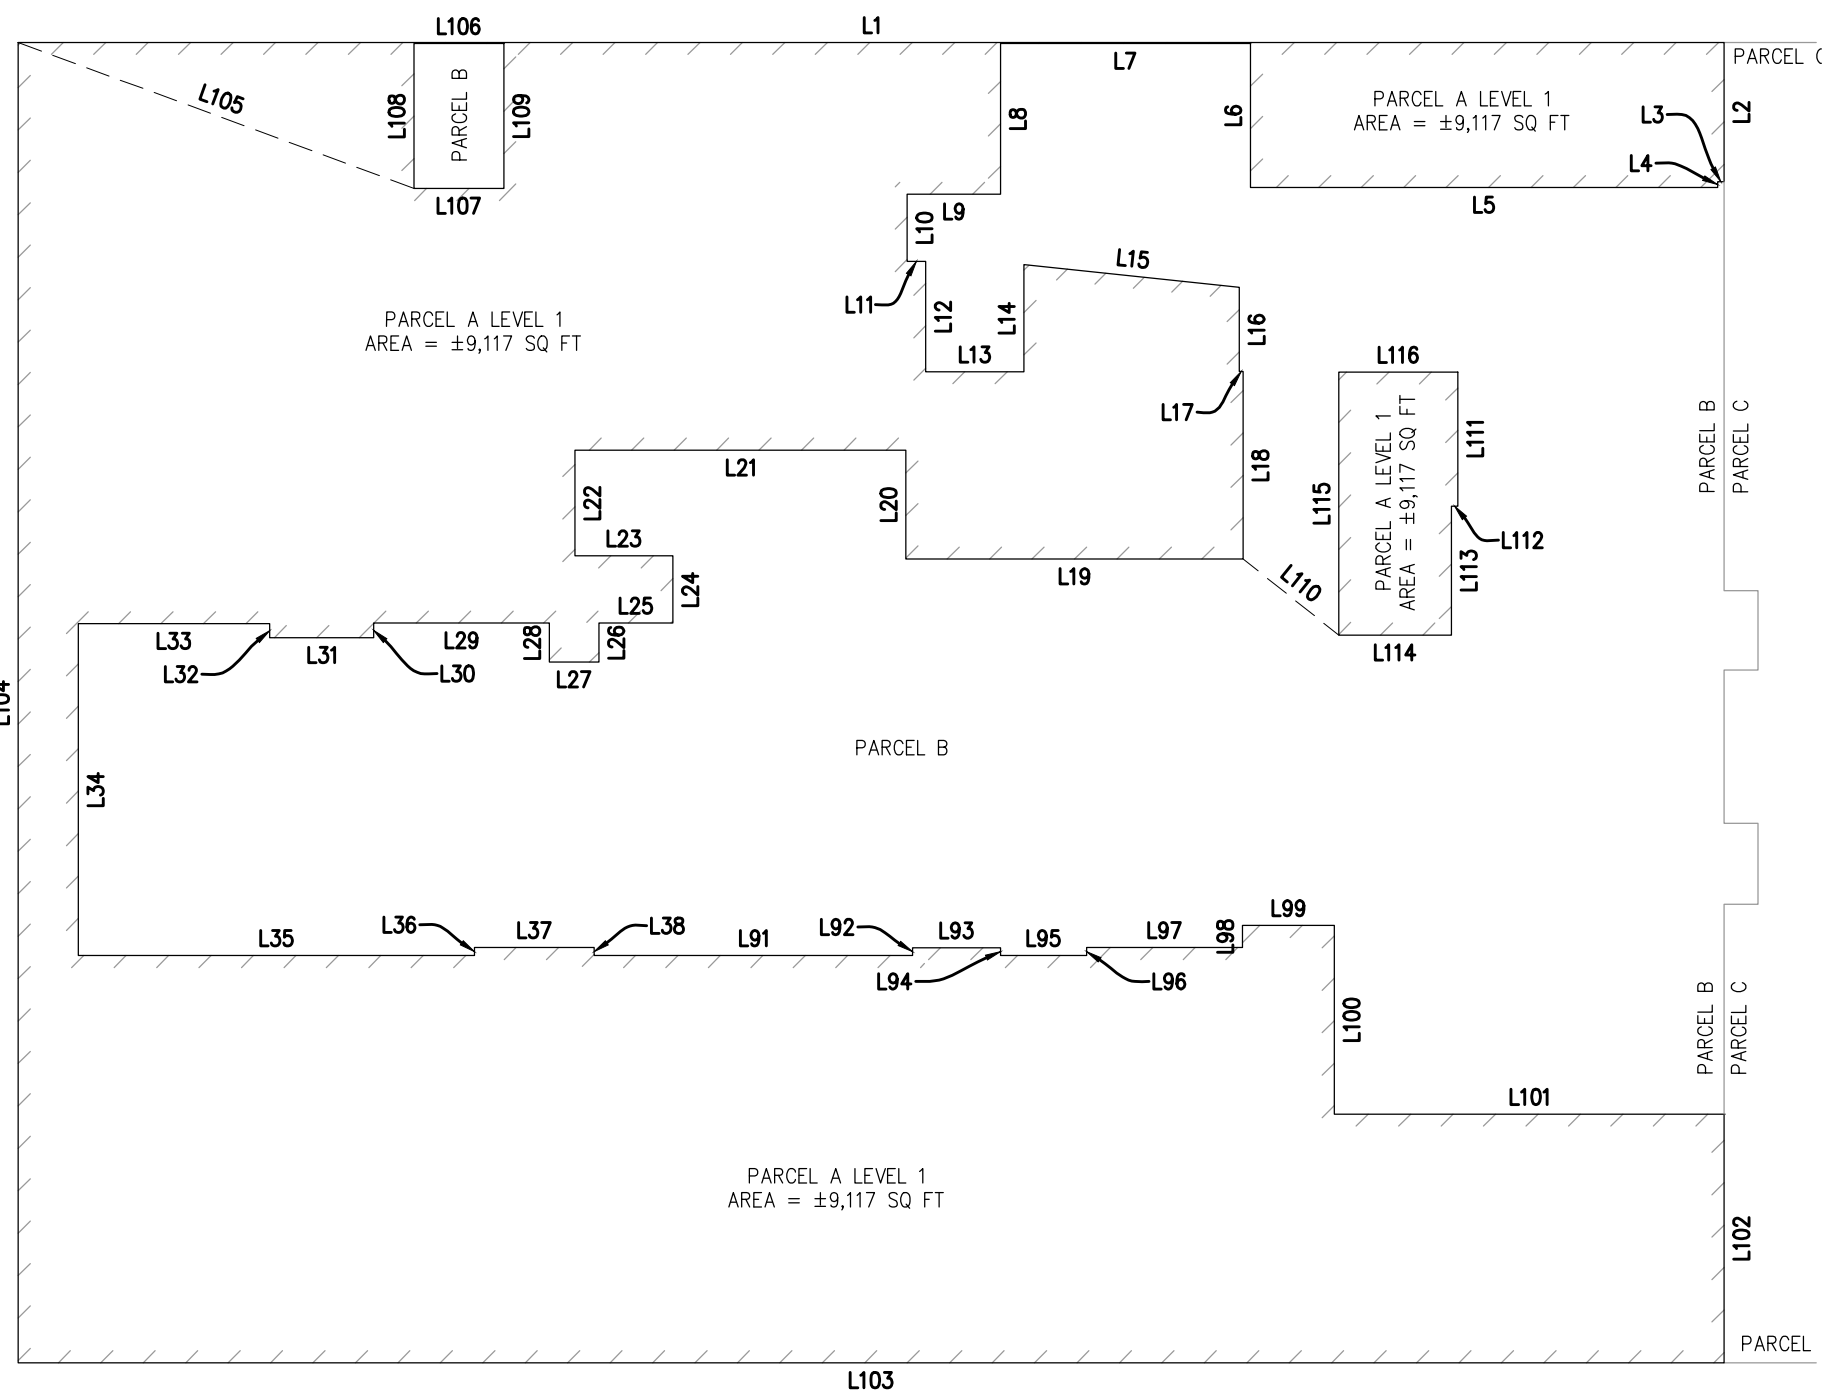 L106
L1
PARCEL
L7
L105
L108
PARCEL B
L109
L8
L6
PARCEL A LEVEL 1
AREA = ±9,117 SQ FT
L3
L2
L4
L107
L9
L5
L10
L11
L12
L14
L15
L13
L16
L17
PARCEL A LEVEL 1
AREA = ±9,117 SQ FT
L116
L111
L115
PARCEL A LEVEL 1
AREA = ±9,117 SQ FT
PARCEL B
PARCEL C
L18
L21
L20
L22
L23
L24
L25
L19
L110
L112
L113
L114
L33
L31
L29
L28
L26
L27
L32
L30
L104
L34
PARCEL B
L35
L36
L37
L38
L91
L92
L93
L94
L95
L96
L97
L98
L99
L100
PARCEL B
PARCEL C
L101
PARCEL A LEVEL 1
AREA = ±9,117 SQ FT
L102
PARCEL
L103